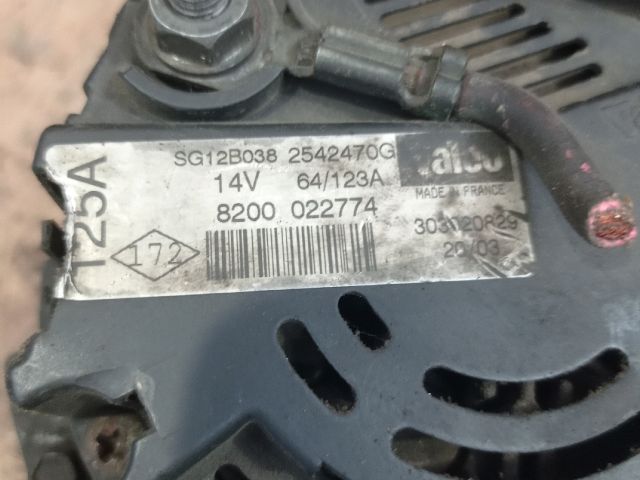 125A
SG12B038 2542470G
14V 64/123A
8200 022774
172
MADE IN FRANCE
20/03